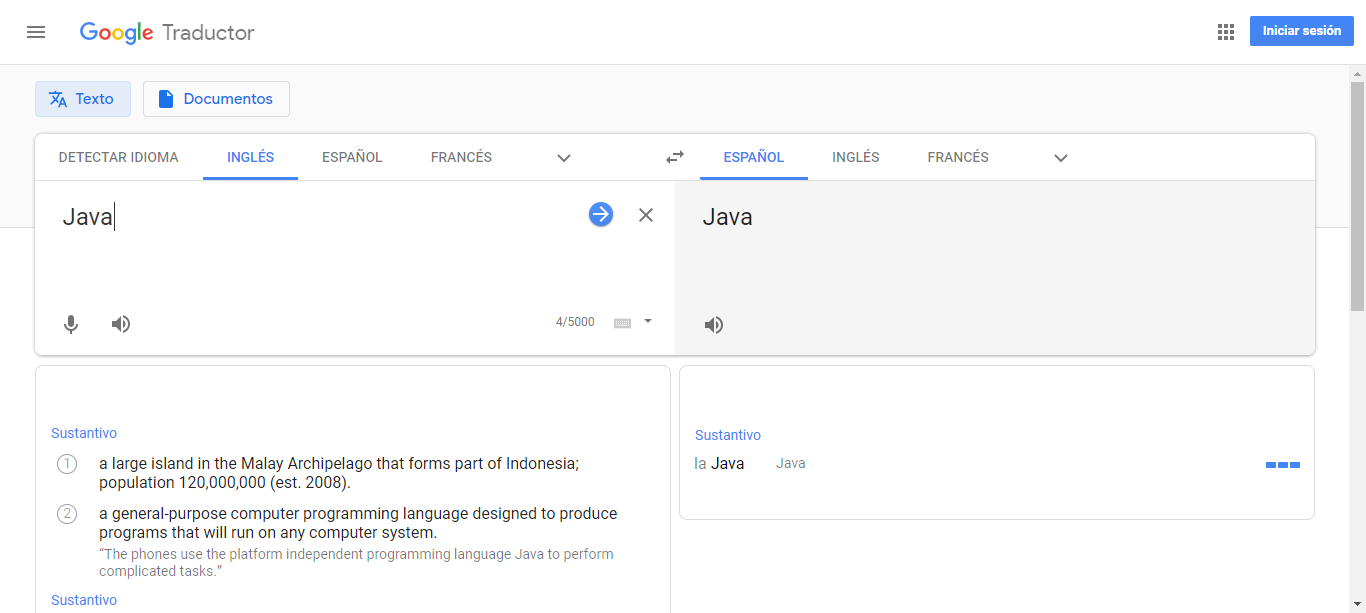 Google Traductor
Iniciar sesión
Texto
Documentos
DETECTAR IDIOMA INGLÉS ESPAÑOL FRANCÉS
ESPAÑOL INGLÉS FRANCÉS
Java
Java
4/5000
Sustantivo
1 a large island in the Malay Archipelago that forms part of Indonesia;
population 120,000,000 (est. 2008).
2 a general-purpose computer programming language designed to produce
programs that will run on any computer system.
“The phones use the platform independent programming language Java to perform
complicated tasks.”
Sustantivo
Sustantivo
la Java Java